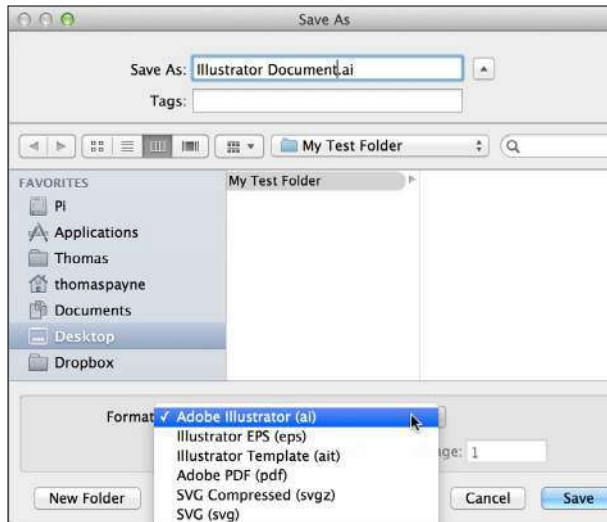 Save As
Save As: Illustrator Document.ai
Tags:
My Test Folder
FAVORITES
Pi
Applications
Thomas
thomaspayne
Documents
Desktop
Dropbox
My Test Folder
Format
Adobe Illustrator (ai)
Illustrator EPS (eps)
Illustrator Template (ait)
Adobe PDF (pdf)
SVG Compressed (svgz)
SVG (svg)
ge: 1
New Folder
Cancel
Save